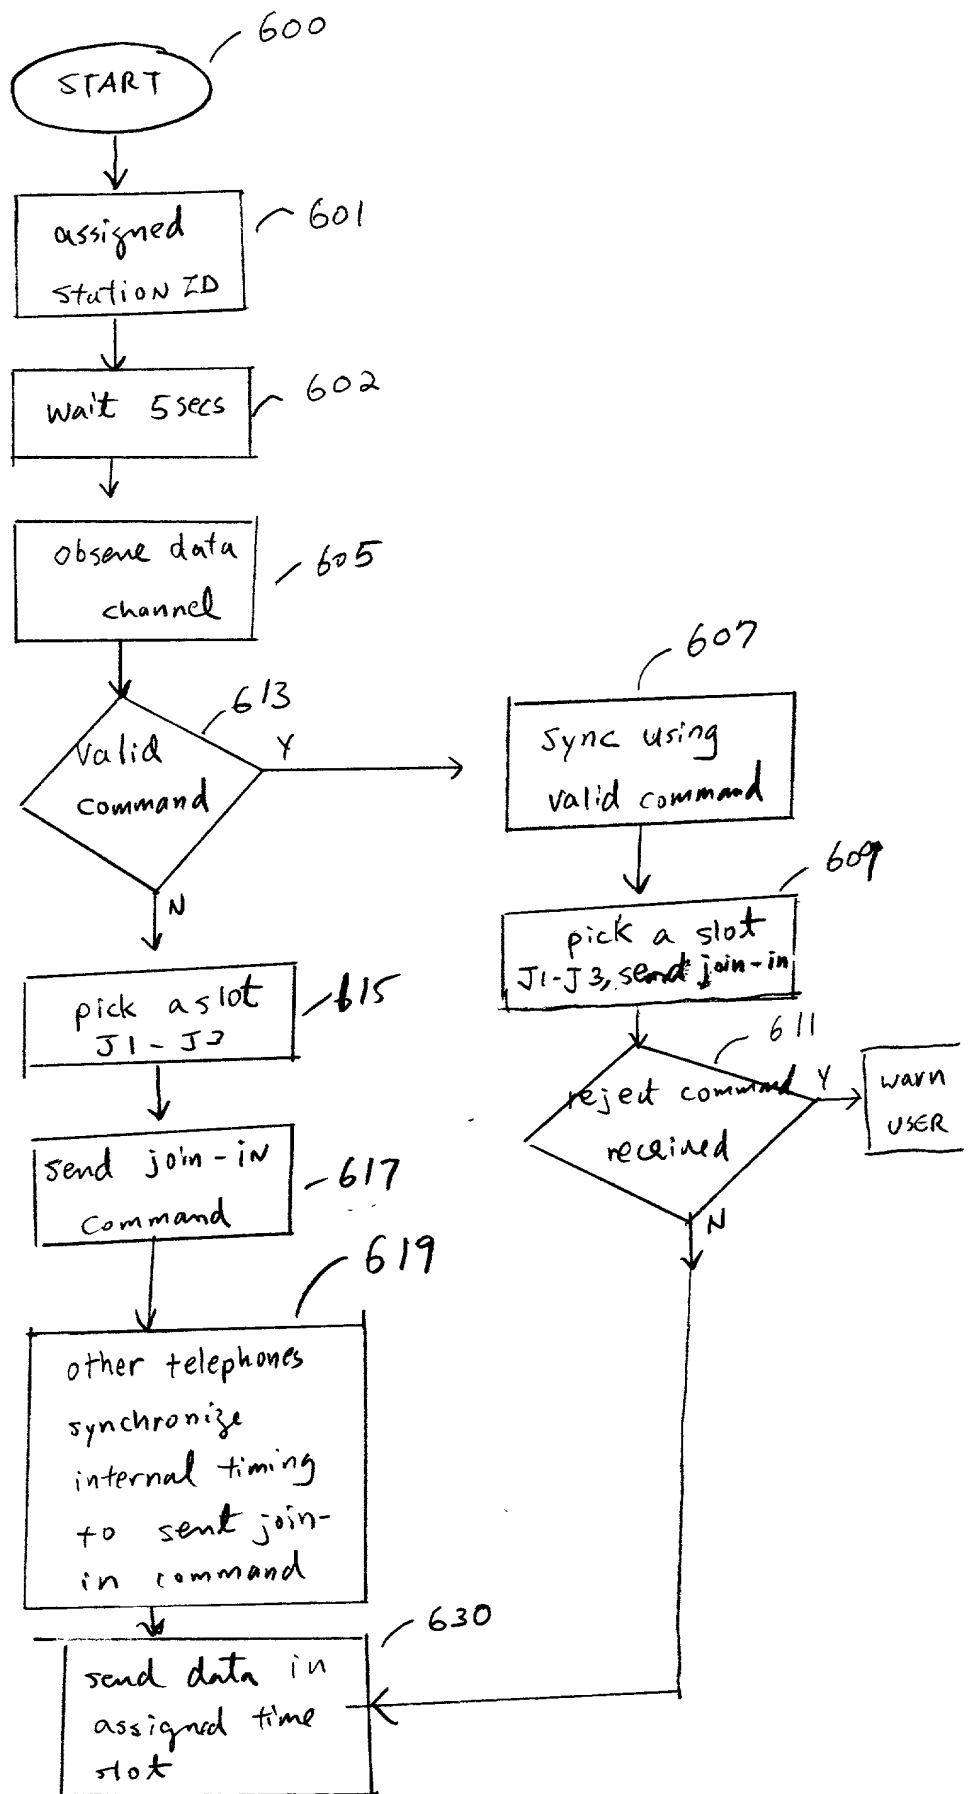 600
START
601
assigned
station ID
602
wait 5 secs
605
observe data
channel
613
valid
command
Y
N
607
sync using
valid command
609
pick a slot
J1-J3, send join-in
611
reject command
received
Y
N
warn
USER
615
pick a slot
J1 - J3
617
send join-in
command
619
other telephones
synchronize
internal timing
to sent join-
in command
630
send data in
assigned time
slot